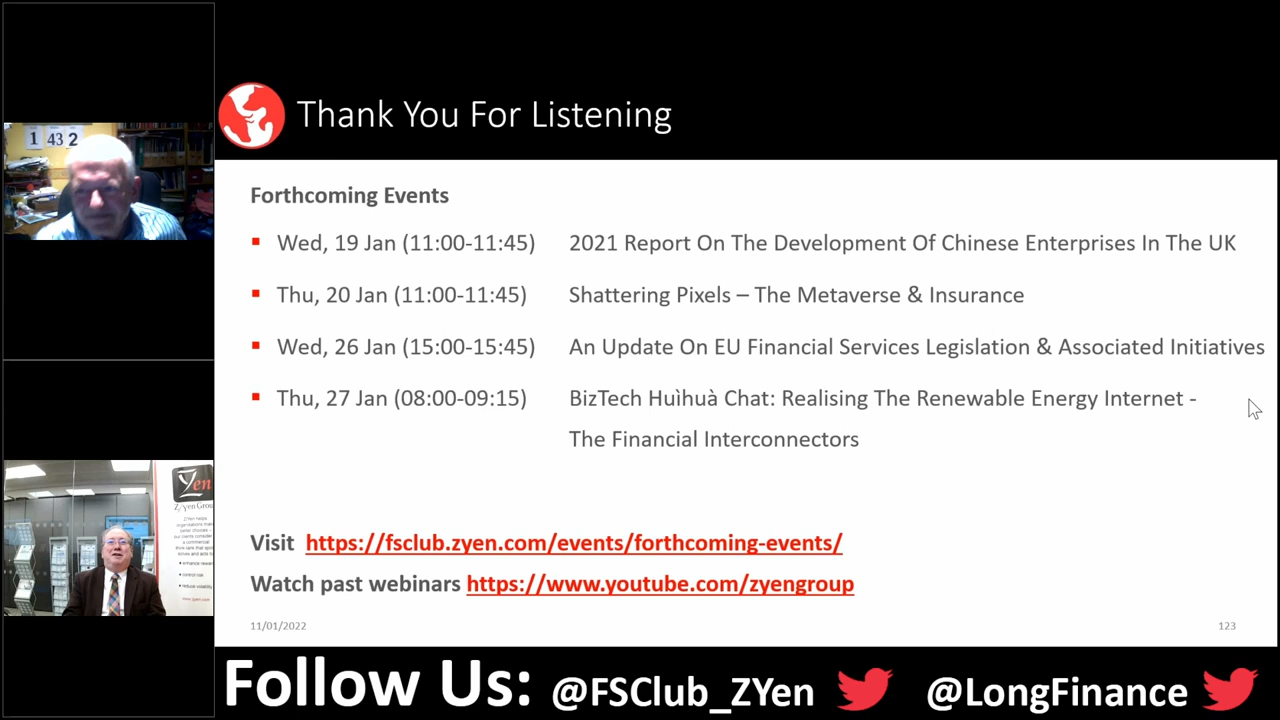 Thank You For Listening
1 43 2
Forthcoming Events
Wed, 19 Jan (11:00-11:45) 2021 Report On The Development Of Chinese Enterprises In The UK
Thu, 20 Jan (11:00-11:45) Shattering Pixels – The Metaverse & Insurance
Wed, 26 Jan (15:00-15:45) An Update On EU Financial Services Legislation & Associated Initiatives
Thu, 27 Jan (08:00-09:15) BizTech Huìhuà Chat: Realising The Renewable Energy Internet -
The Financial Interconnectors
Yen
Z/Yen Grou
Visit https://fsclub.zyen.com/events/forthcoming-events/
Watch past webinars https://www.youtube.com/zyengroup
11/01/2022 123
Follow Us: @FSClub_ZYen @LongFinance